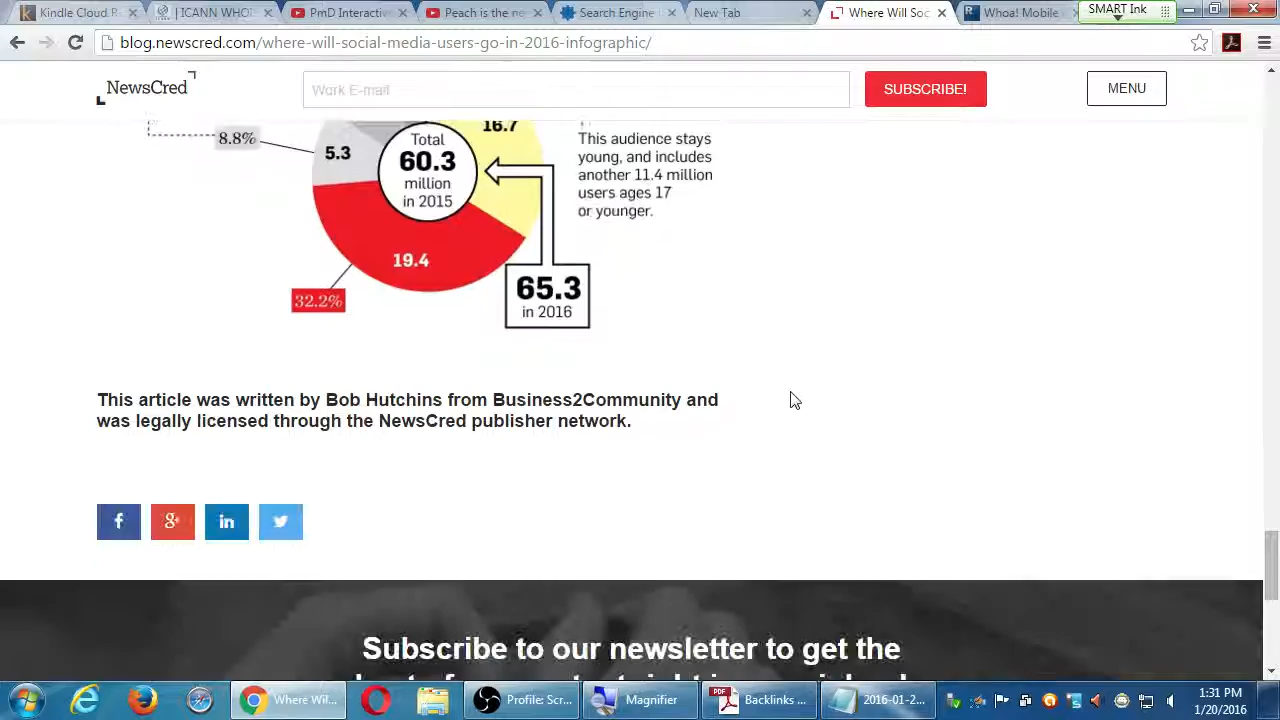 Kindle Cloud R
ICANN WHOI
PmD Interactiv
Peach is the ne
Search Engine
New Tab
Where Will Soc
Whoa! Mobile
SMART Ink
blog.newscred.com/where-will-social-media-users-go-in-2016-infographic/
NewsCred
Work E-mail
SUBSCRIBE!
MENU
8.8%
5.3
16.7
Total
60.3
million
in 2015
This audience stays
young, and includes
another 11.4 million
users ages 17
or younger.
19.4
32.2%
65.3
in 2016
This article was written by Bob Hutchins from Business2Community and
was legally licensed through the NewsCred publisher network.
f
g+
in
Subscribe to our newsletter to get the
Where Wil...
Profile: Scr...
Magnifier
PDF
Backlinks ...
2016-01-2...
1:31 PM
1/20/2016